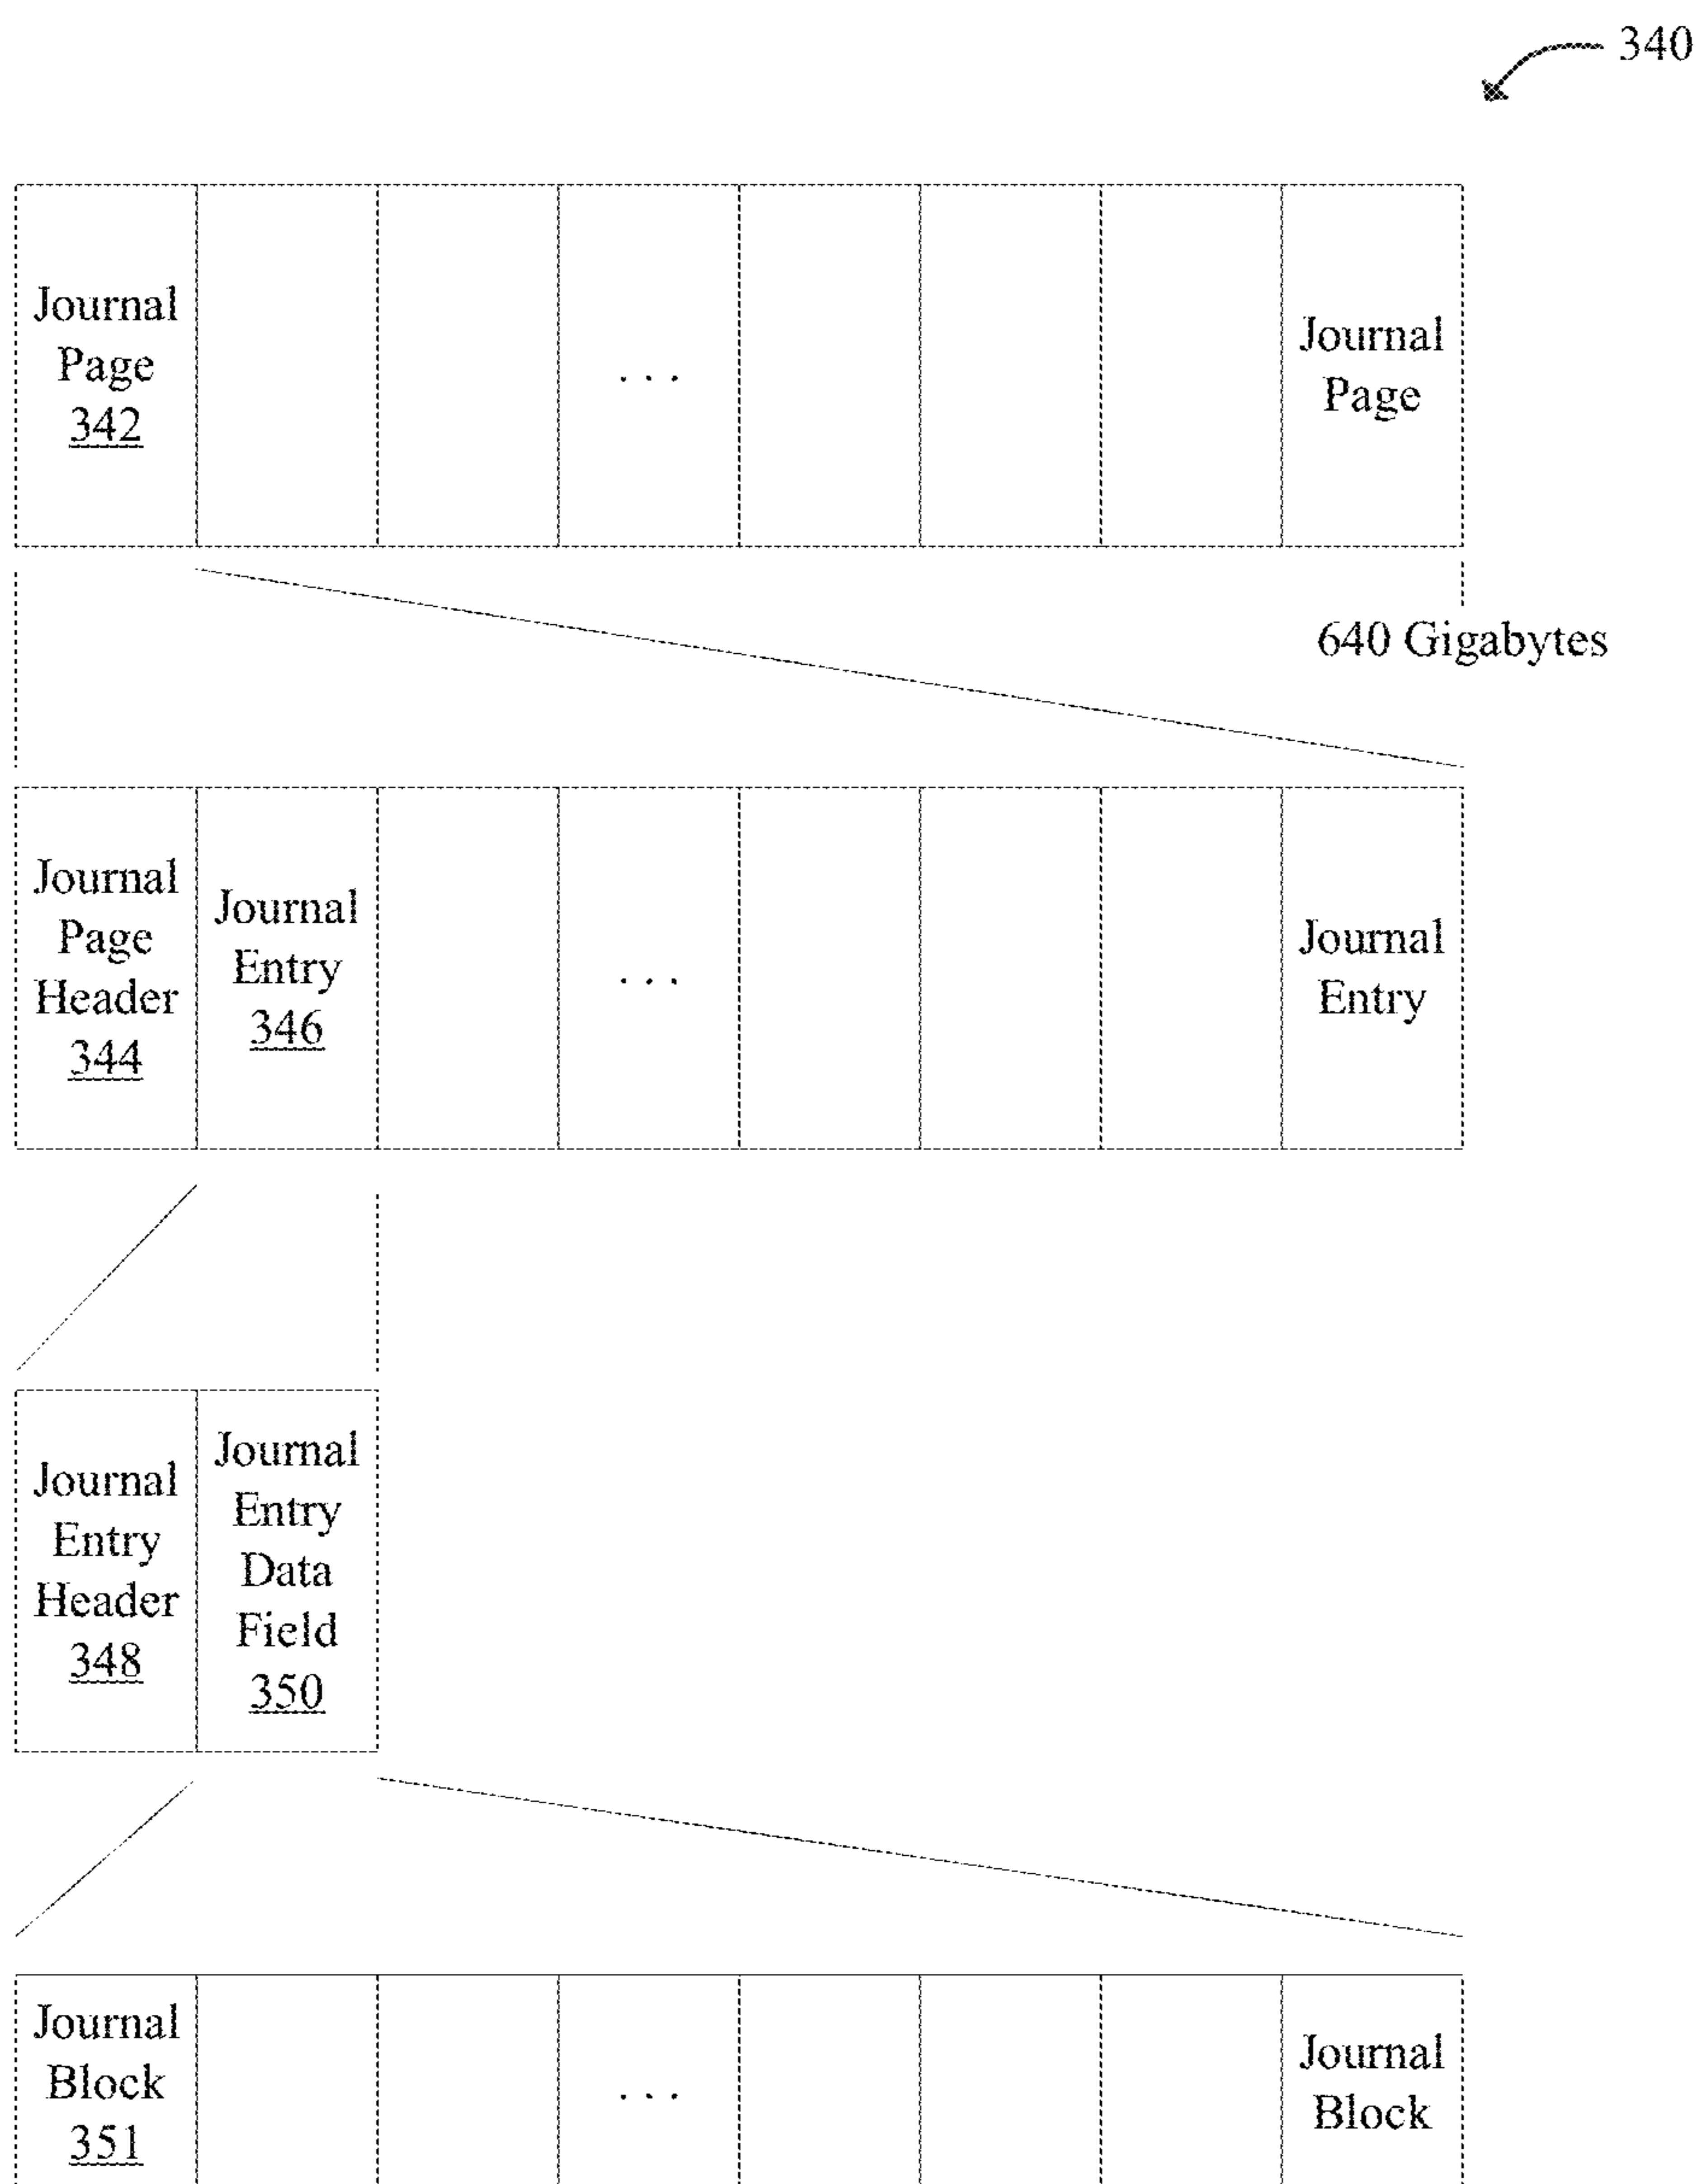 340
Journal
Page
342
. . .
Journal
Page
640 Gigabytes
Journal
Page
Header
344
Journal
Entry
346
. . .
Journal
Entry
Journal
Entry
Header
348
Journal
Entry
Data
Field
350
Journal
Block
351
. . .
Journal
Block